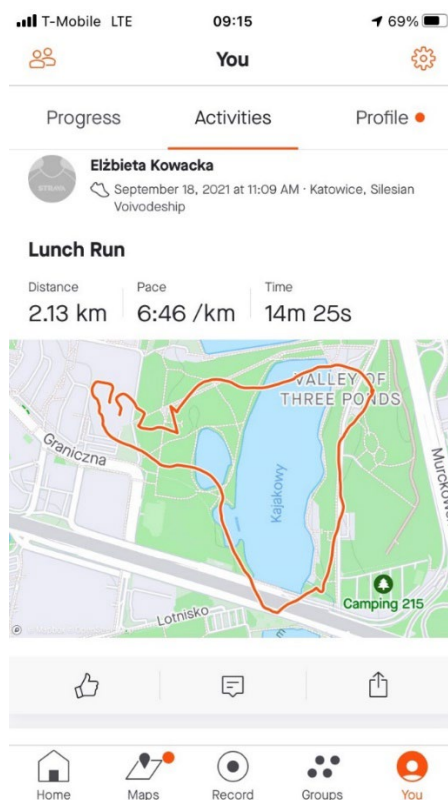 T-Mobile LTE 09:15 69%
You
Progress Activities Profile
STRAVA
Elżbieta Kowacka
September 18, 2021 at 11:09 AM · Katowice, Silesian
Voivodeship
Lunch Run
Distance Pace Time
2.13 km 6:46 /km 14m 25s
VALLEY OF
THREE PONDS
Graniczna
Kajakowy
Murckow
Camping 215
Lotnisko
Home Maps Record Groups You